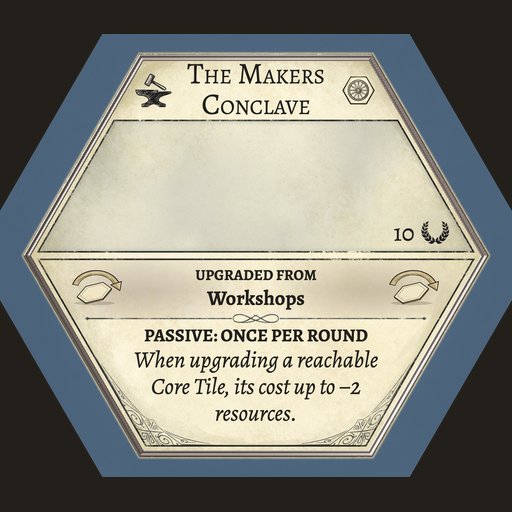 The Makers
Conclave
10
UPGRADED FROM
Workshops
PASSIVE: ONCE PER ROUND
When upgrading a reachable
Core Tile, its cost up to –2
resources.